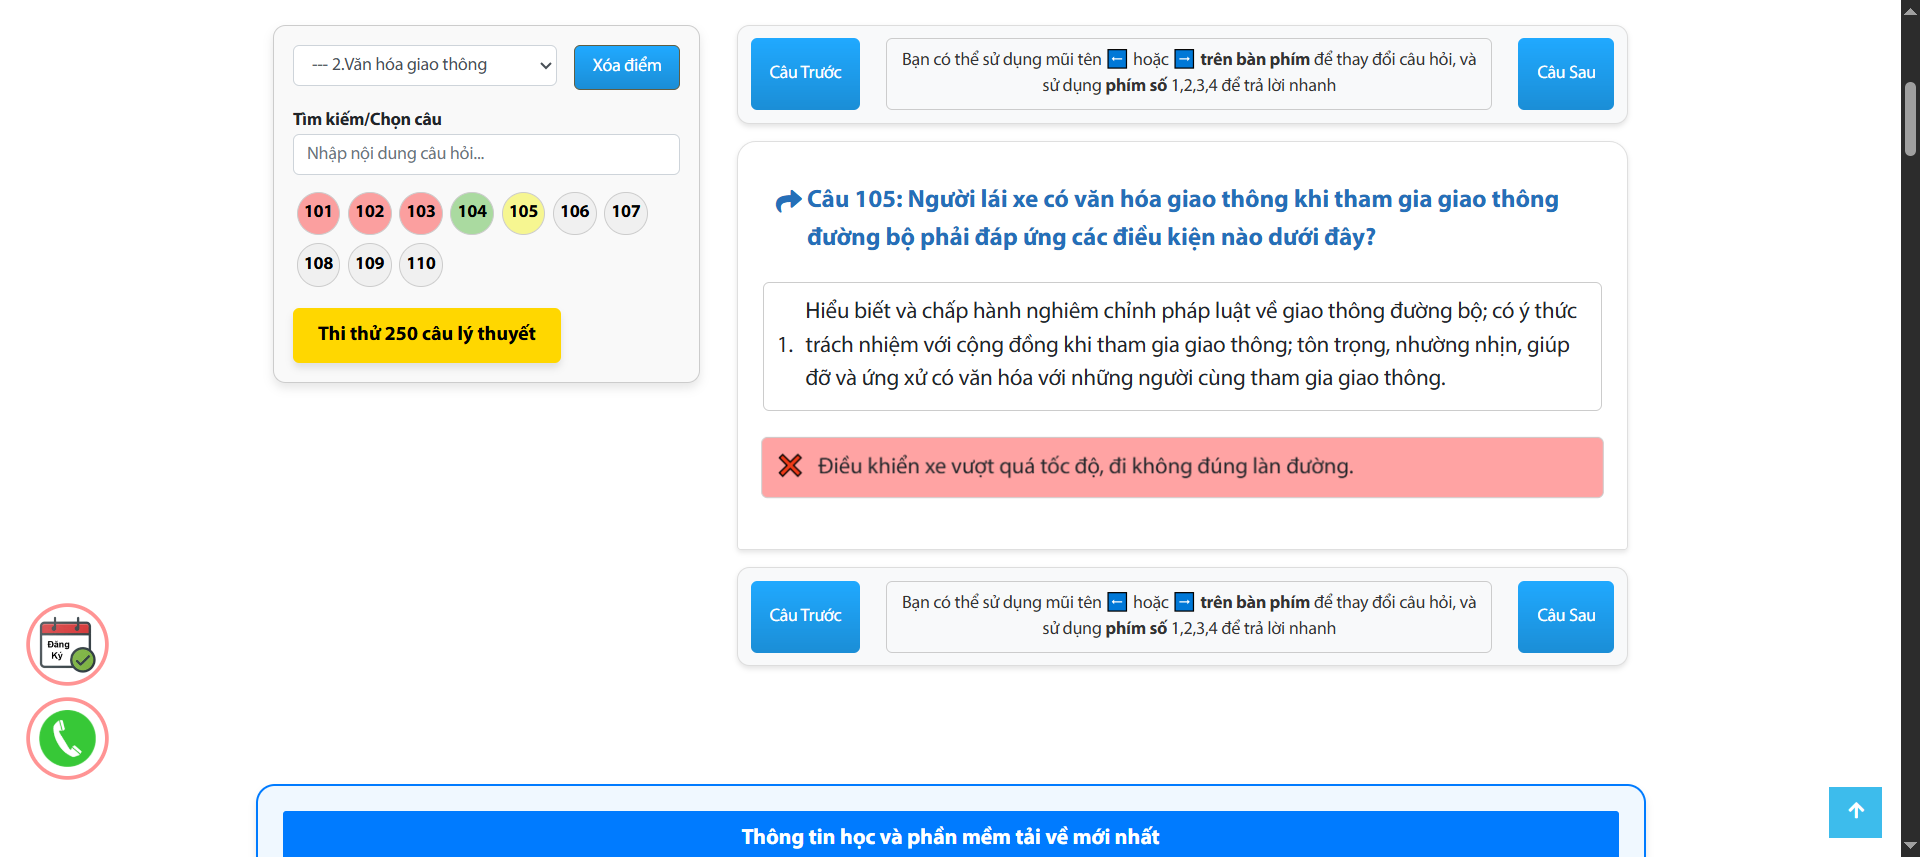 --- 2.Văn hóa giao thông
Xóa điểm
Tìm kiếm/Chọn câu
Nhập nội dung câu hỏi...
101 102 103 104 105 106 107
108 109 110
Thi thử 250 câu lý thuyết
Câu Trước
Bạn có thể sử dụng mũi tên ← hoặc → trên bàn phím để thay đổi câu hỏi, và
sử dụng phím số 1,2,3,4 để trả lời nhanh
Câu Sau
Câu 105: Người lái xe có văn hóa giao thông khi tham gia giao thông
đường bộ phải đáp ứng các điều kiện nào dưới đây?
Hiểu biết và chấp hành nghiêm chỉnh pháp luật về giao thông đường bộ; có ý thức
1. trách nhiệm với cộng đồng khi tham gia giao thông; tôn trọng, nhường nhịn, giúp
đỡ và ứng xử có văn hóa với những người cùng tham gia giao thông.
Điều khiển xe vượt quá tốc độ, đi không đúng làn đường.
Câu Trước
Bạn có thể sử dụng mũi tên ← hoặc → trên bàn phím để thay đổi câu hỏi, và
sử dụng phím số 1,2,3,4 để trả lời nhanh
Câu Sau
Đăng
Ký
Thông tin học và phần mềm tải về mới nhất